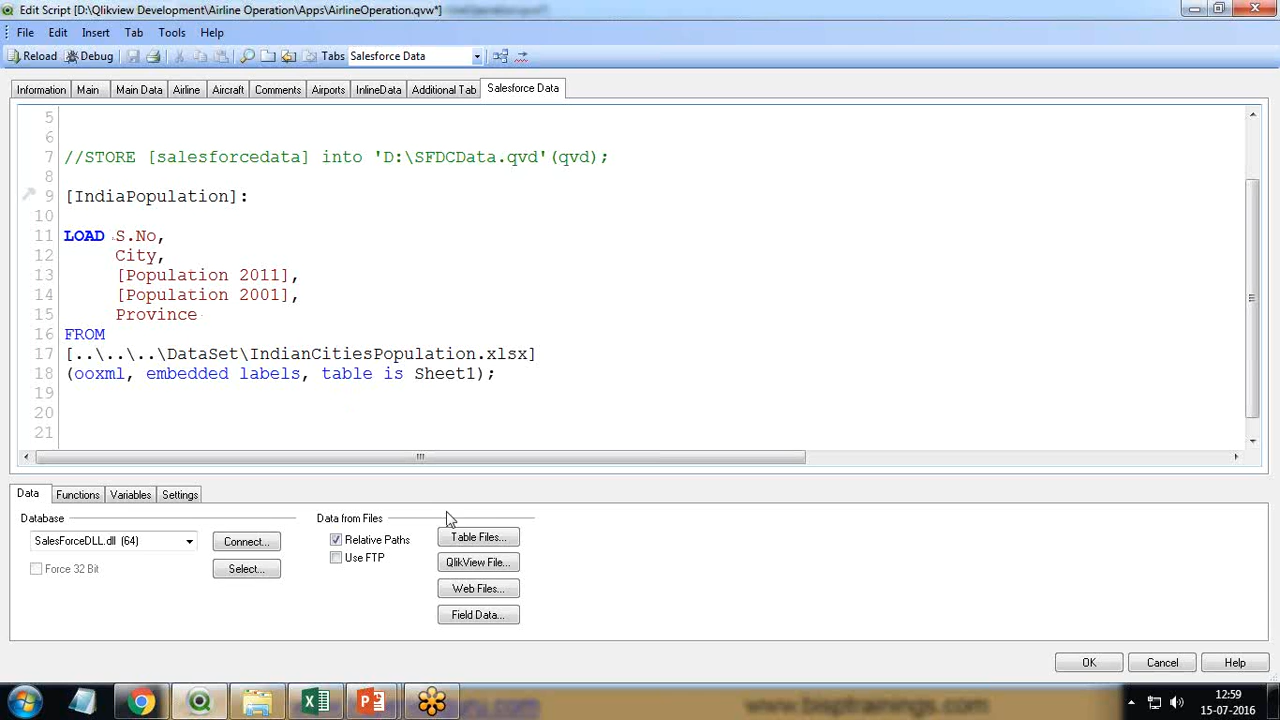 Edit Script [D:\Qlikview Development\Airline Operation\Apps\AirlineOperation.qvw*]
File Edit Insert Tab Tools Help
Reload Debug Tabs Salesforce Data
Information Main Main Data Airline Aircraft Comments Airports InlineData Additional Tab Salesforce Data
5
6
7 //STORE [salesforcedata] into 'D:\SFDCData.qvd'(qvd);
8
9 [IndiaPopulation]:
10
11 LOAD S.No,
12 City,
13 [Population 2011],
14 [Population 2001],
15 Province
16 FROM
17 [..\..\..\DataSet\IndianCitiesPopulation.xlsx]
18 (ooxml, embedded labels, table is Sheet1);
19
20
21
Data Functions Variables Settings
Database
SalesForceDLL.dll (64)
Connect...
Force 32 Bit
Select...
Data from Files
Relative Paths
Use FTP
Table Files...
QlikView File...
Web Files...
Field Data...
OK Cancel Help
www.bisptrainings.com
12:59
15-07-2016